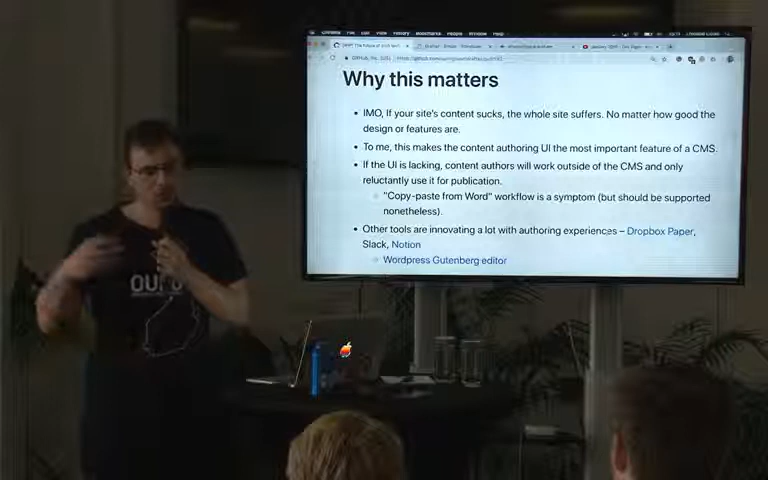 Why this matters
IMO, If your site's content sucks, the whole site suffers. No matter how good the
design or features are.
To me, this makes the content authoring UI the most important feature of a CMS.
If the UI is lacking, content authors will work outside of the CMS and only
reluctantly use it for publication.
"Copy-paste from Word" workflow is a symptom (but should be supported
nonetheless).
Other tools are innovating a lot with authoring experiences – Dropbox Paper,
Slack, Notion
Wordpress Gutenberg editor